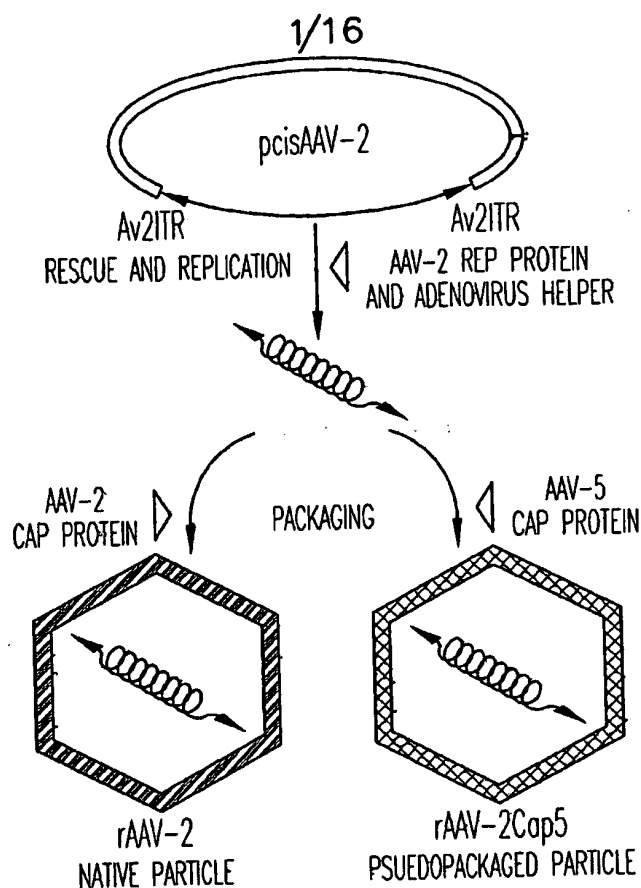 1/16
pcisAAV-2
Av2ITR
Av2ITR
RESCUE AND REPLICATION
AAV-2 REP PROTEIN
AND ADENOVIRUS HELPER
AAV-2
CAP PROTEIN
PACKAGING
AAV-5
CAP PROTEIN
rAAV-2
NATIVE PARTICLE
rAAV-2Cap5
PSUEDOPACKAGED PARTICLE